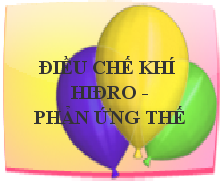 ĐIỀU CHẾ KHÍ
HIĐRO -
PHẢN ỨNG THẾ